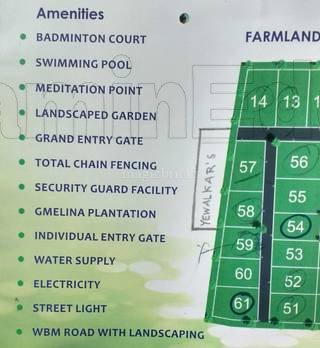 Amenities
BADMINTON COURT
SWIMMING POOL
MEDITATION POINT
LANDSCAPED GARDEN
GRAND ENTRY GATE
TOTAL CHAIN FENCING
SECURITY GUARD FACILITY
GMELINA PLANTATION
INDIVIDUAL ENTRY GATE
WATER SUPPLY
ELECTRICITY
STREET LIGHT
WBM ROAD WITH LANDSCAPING
FARMLAND
14 13
YEWALKAR'S
57 56
58 55
54
59 53
60 52
61 51